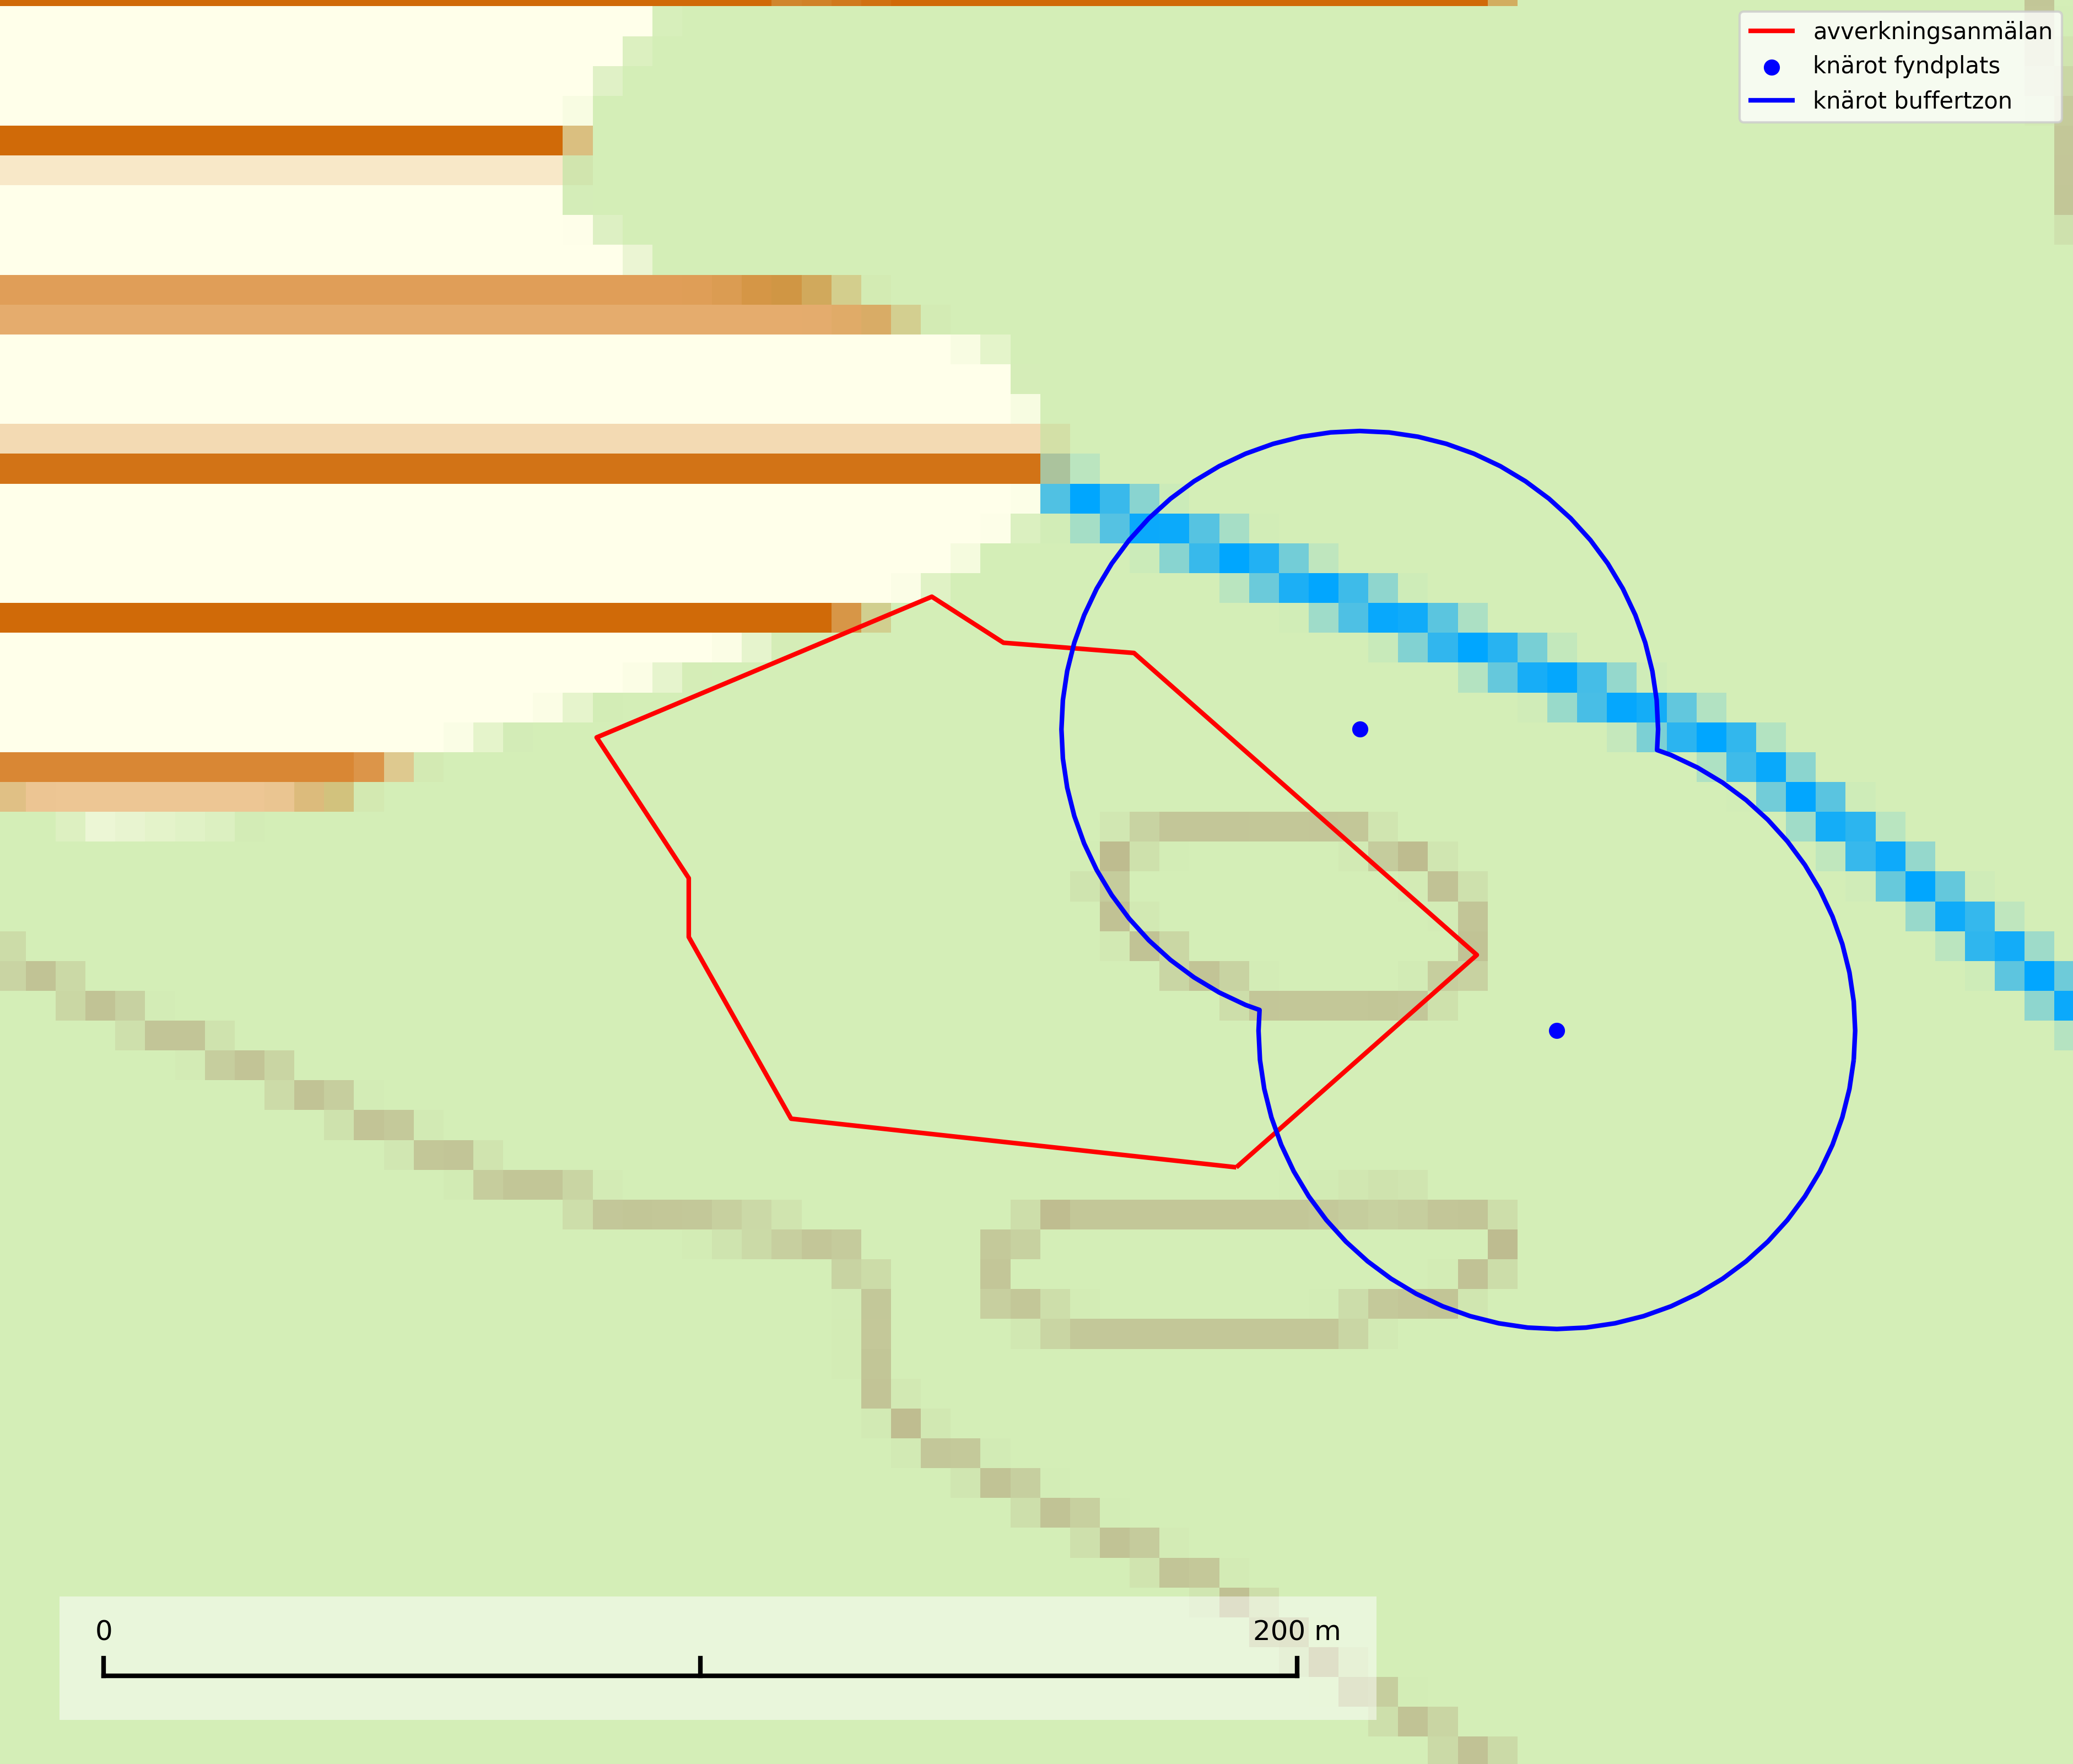 avverkningsanmälan
knärot fyndplats
knärot buffertzon
0 200 m